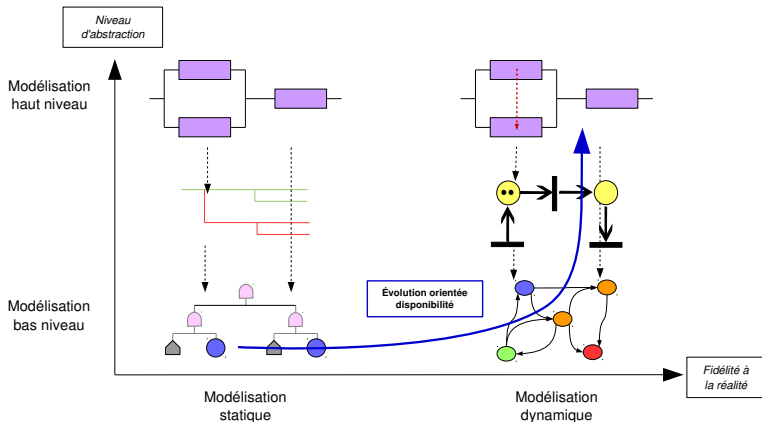 Niveau
d'abstraction
Modélisation
haut niveau
Évolution orientée
disponibilité
Modélisation
bas niveau
Modélisation
statique
Modélisation
dynamique
Fidélité à
la réalité